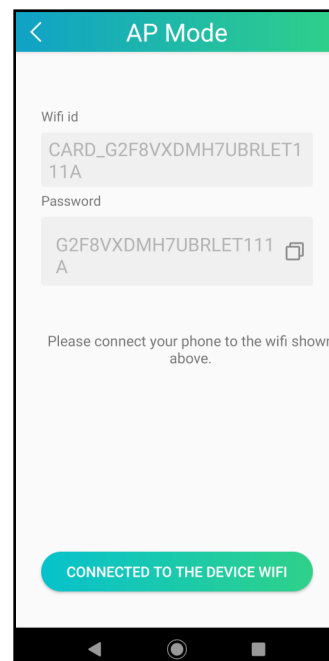 AP Mode
Wifi id
CARD_G2F8VXDMH7UBRLET1
11A
Password
G2F8VXDMH7UBRLET111
A
Please connect your phone to the wifi shown
above.
CONNECTED TO THE DEVICE WIFI